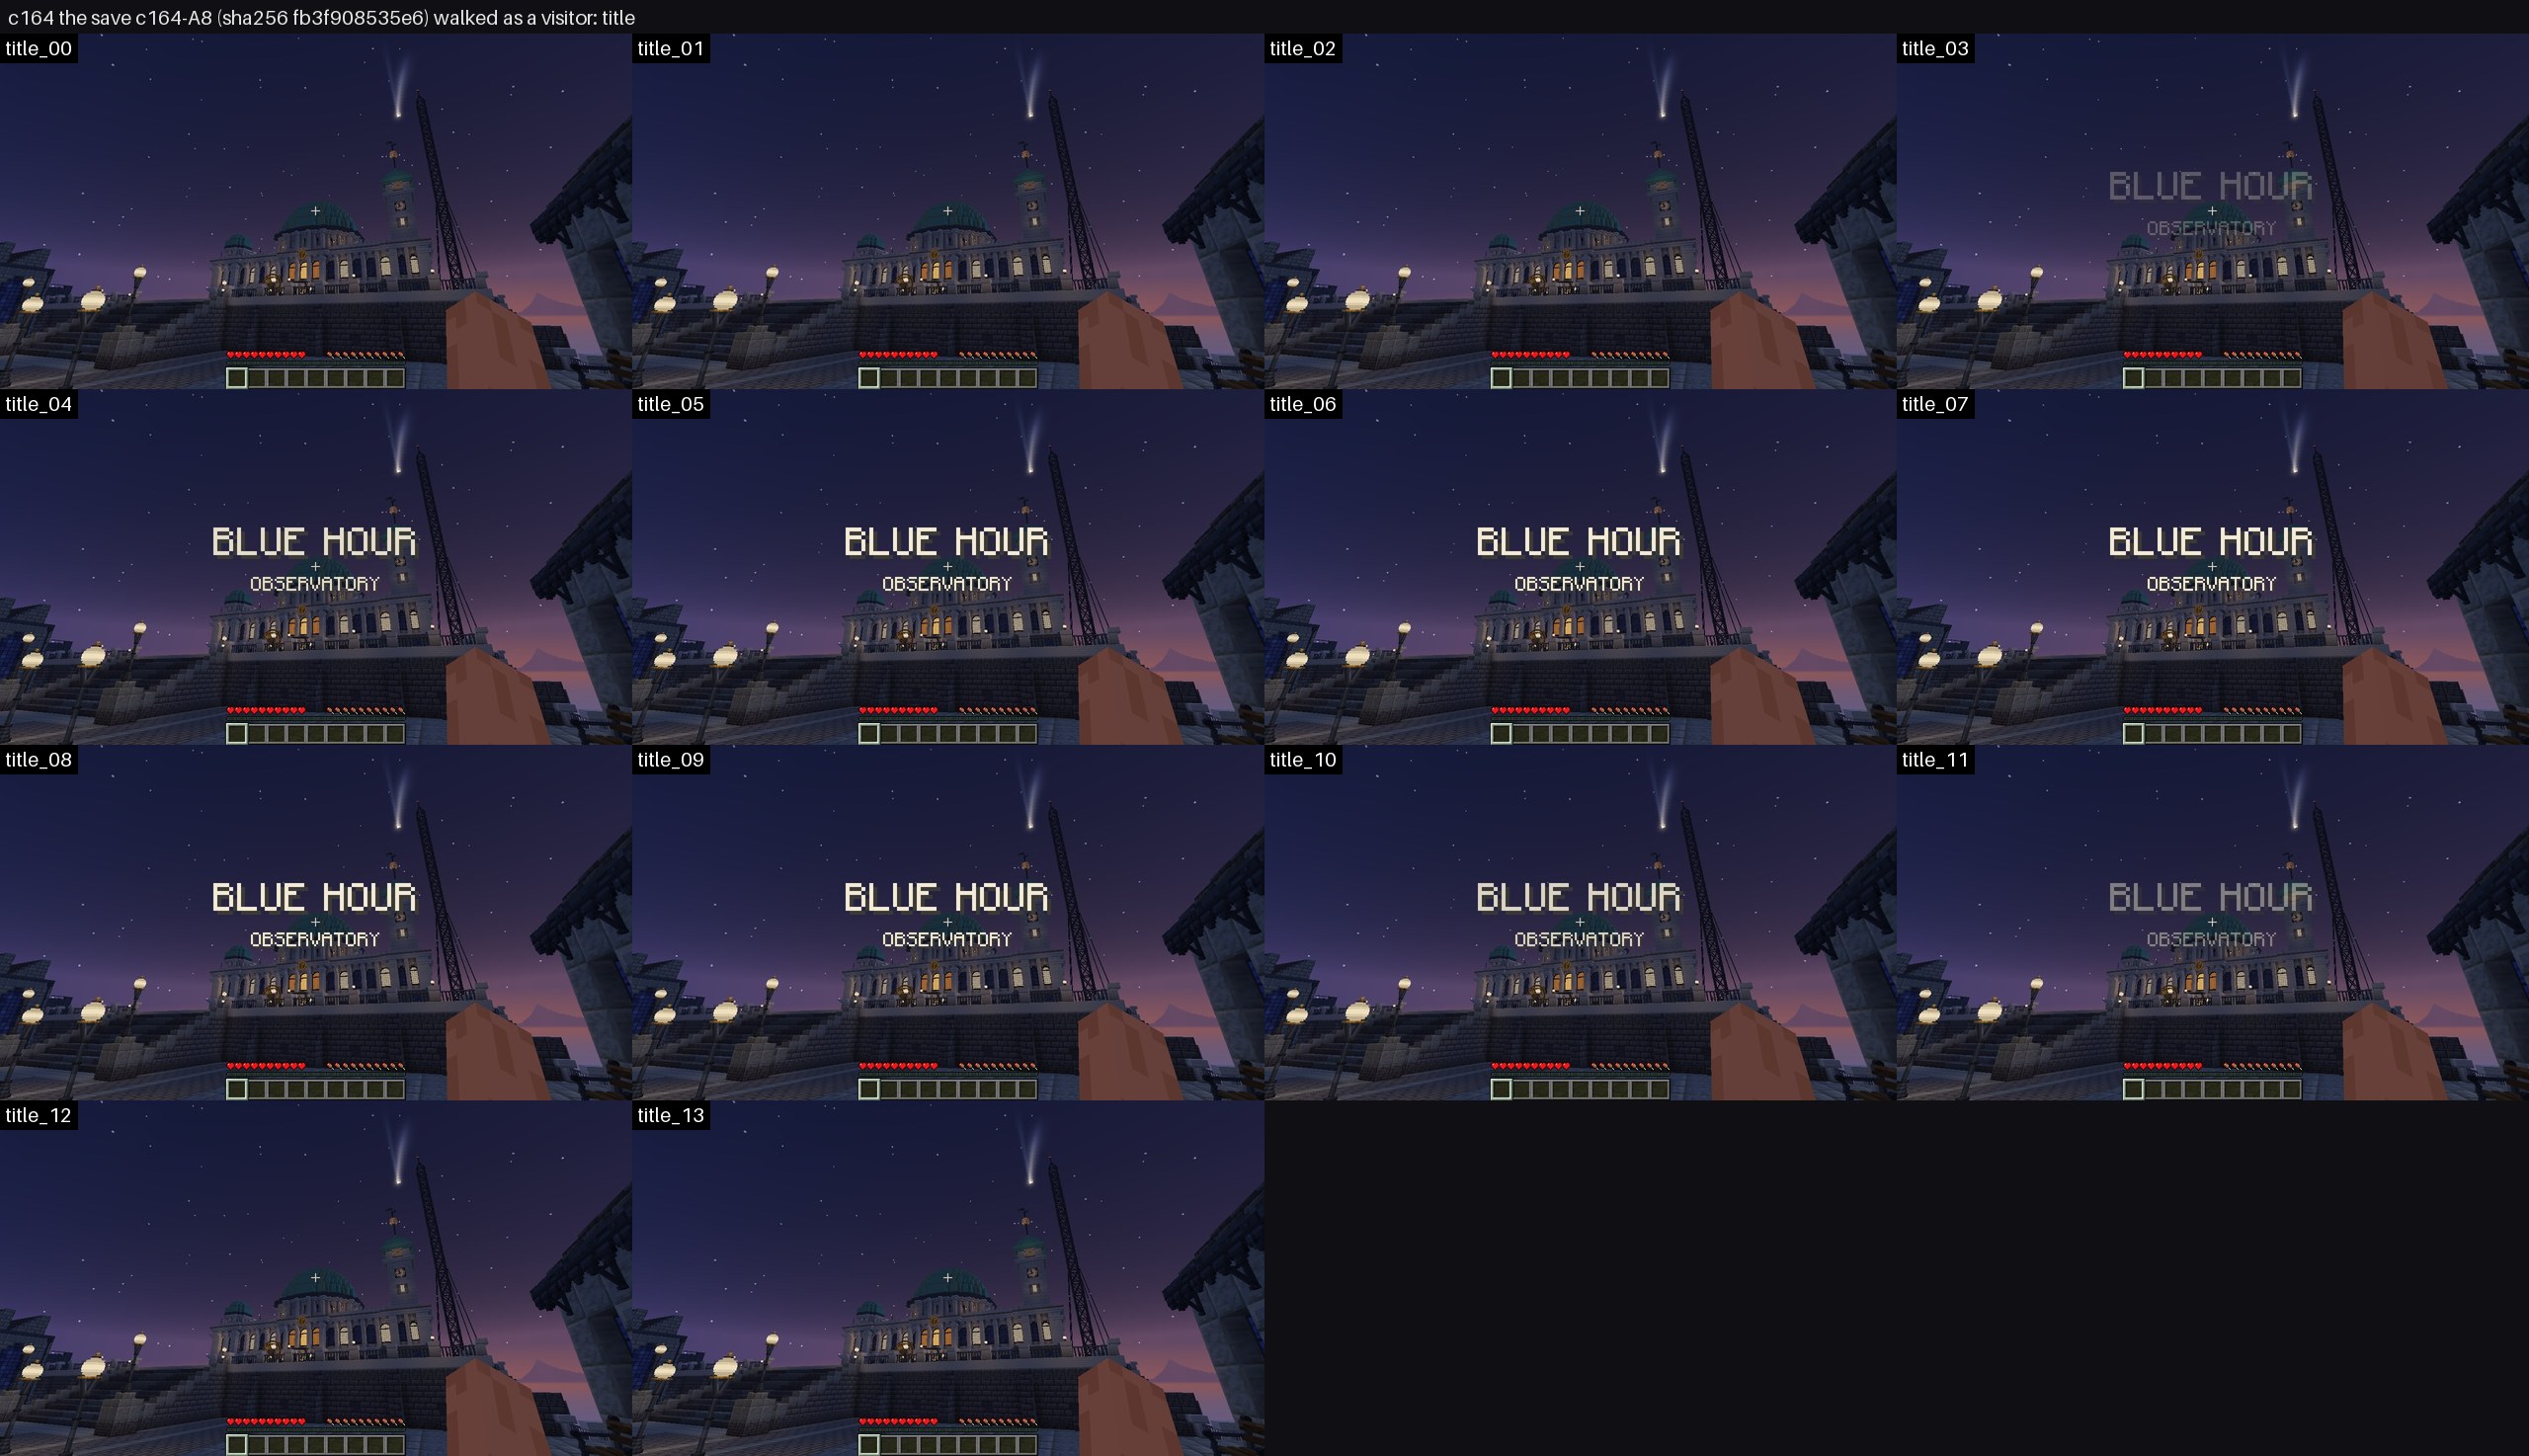 c164 the save c164-A8 (sha256 fb3f908535e6) walked as a visitor: title
title_00
title_01
title_02
title_03
BLUE HOUR
OBSERVATORY
title_04
BLUE HOUR
OBSERVATORY
title_05
BLUE HOUR
OBSERVATORY
title_06
BLUE HOUR
OBSERVATORY
title_07
BLUE HOUR
OBSERVATORY
title_08
BLUE HOUR
OBSERVATORY
title_09
BLUE HOUR
OBSERVATORY
title_10
BLUE HOUR
OBSERVATORY
title_11
BLUE HOUR
OBSERVATORY
title_12
title_13